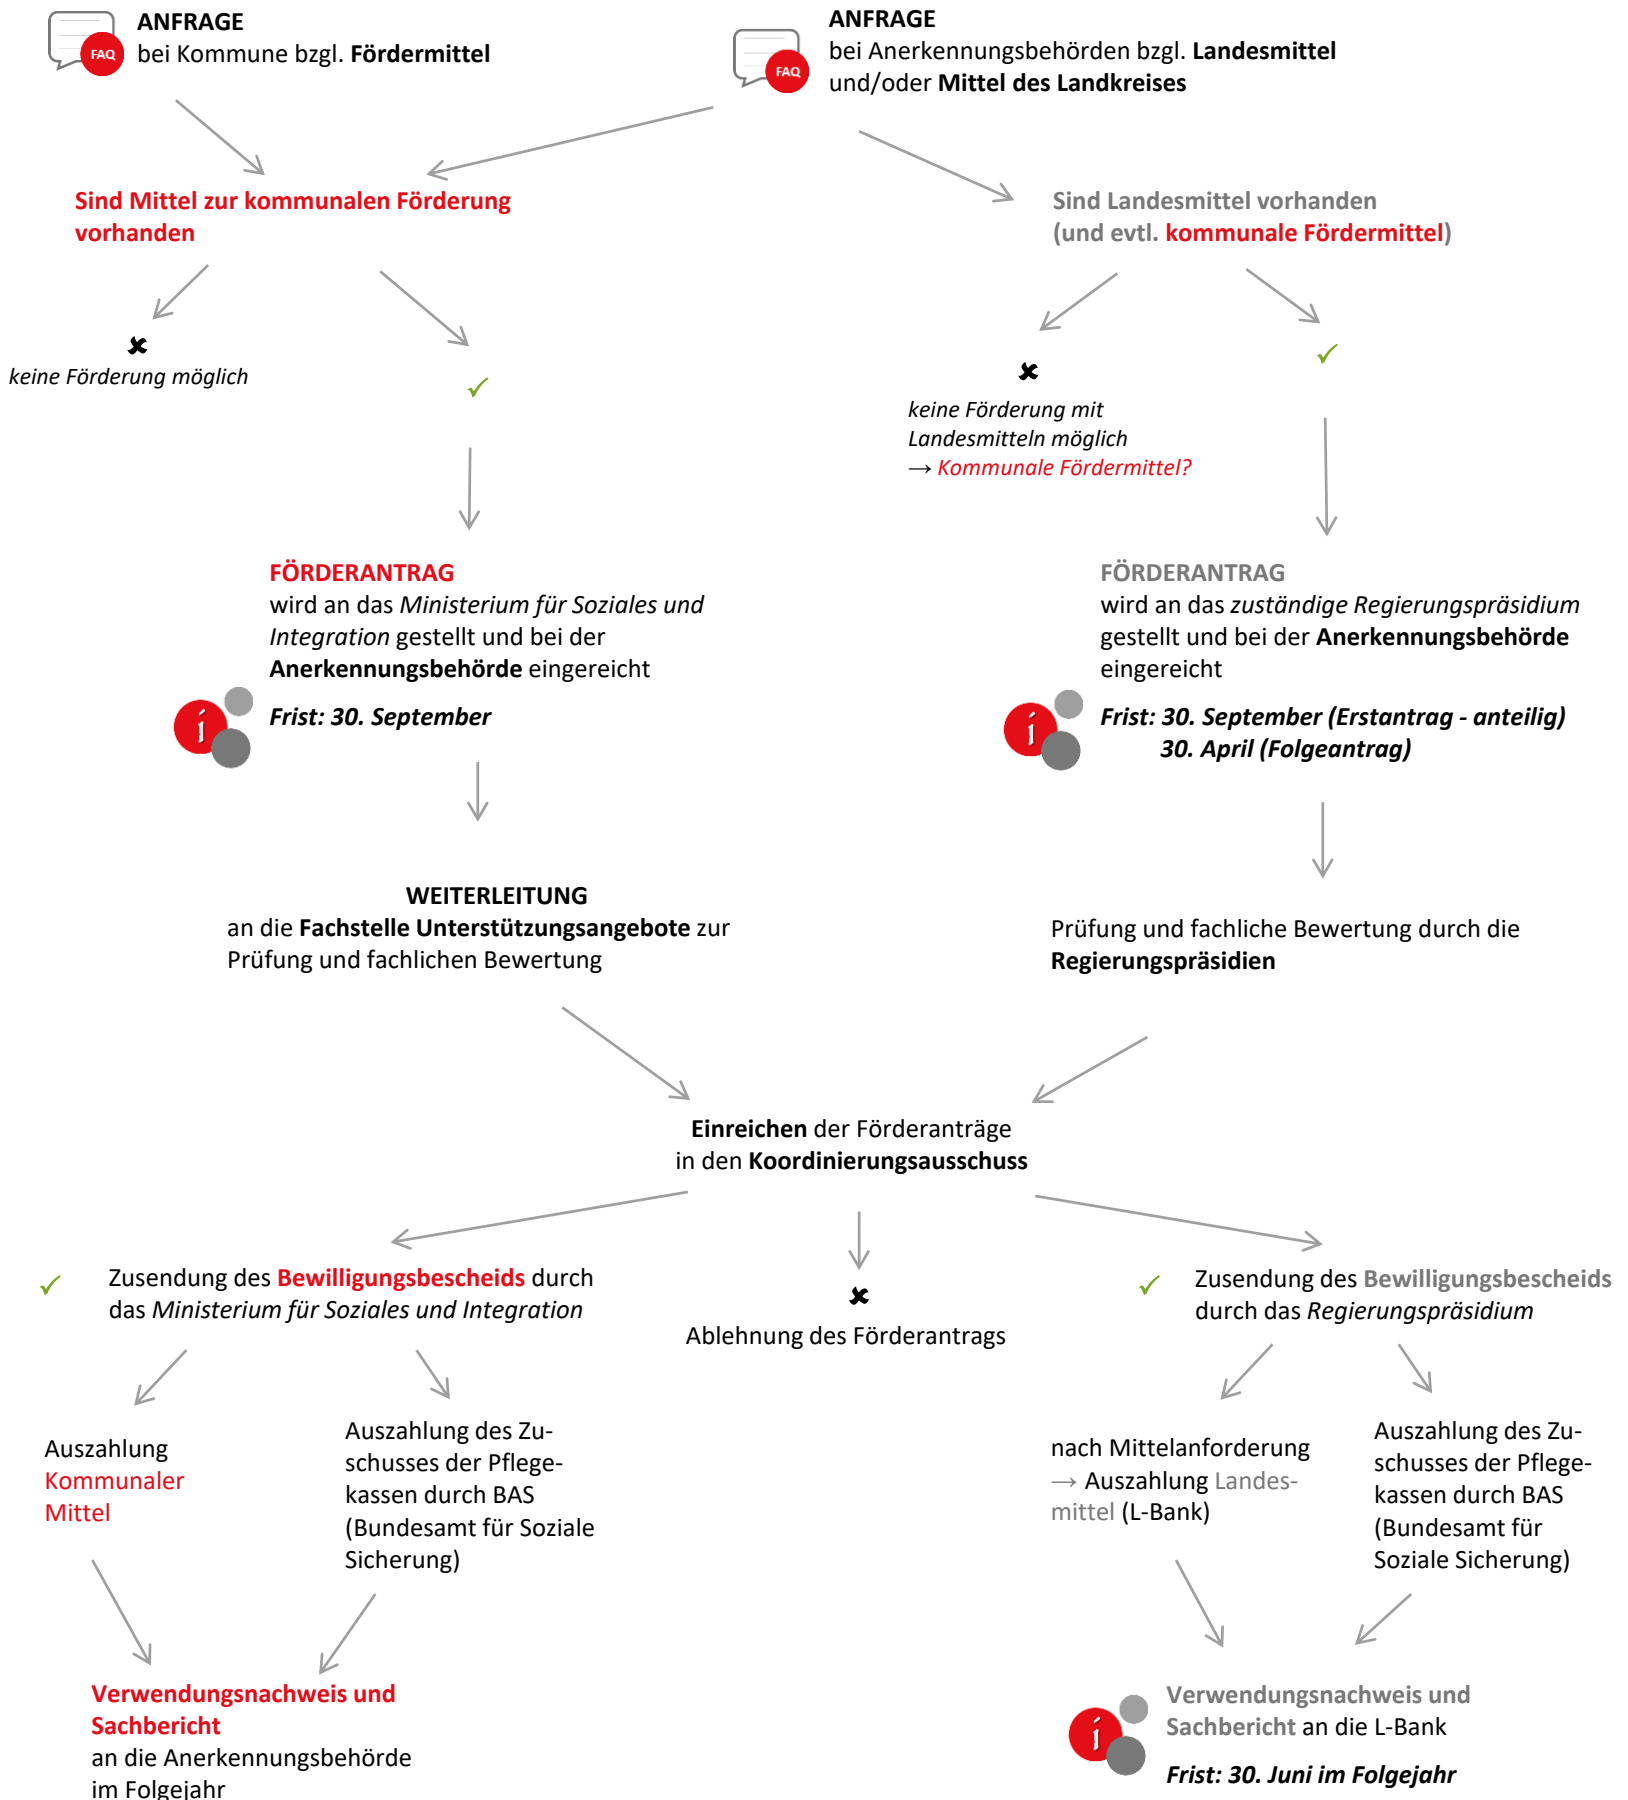 FAQ
ANFRAGE
bei Kommune bzgl. Fördermittel
FAQ
ANFRAGE
bei Anerkennungsbehörden bzgl. Landesmittel
und/oder Mittel des Landkreises
Sind Mittel zur kommunalen Förderung
vorhanden
Sind Landesmittel vorhanden
(und evtl. kommunale Fördermittel)
✘
keine Förderung möglich
✓
✘
keine Förderung mit
Landesmitteln möglich
→ Kommunale Fördermittel?
✓
FÖRDERANTRAG
wird an das Ministerium für Soziales und
Integration gestellt und bei der
Anerkennungsbehörde eingereicht
i
Frist: 30. September
FÖRDERANTRAG
wird an das zuständige Regierungspräsidium
gestellt und bei der Anerkennungsbehörde
eingereicht
i
Frist: 30. September (Erstantrag - anteilig)
30. April (Folgeantrag)
WEITERLEITUNG
an die Fachstelle Unterstützungsangebote zur
Prüfung und fachlichen Bewertung
Prüfung und fachliche Bewertung durch die
Regierungspräsidien
Einreichen der Förderanträge
in den Koordinierungsausschuss
✓
Zusendung des Bewilligungsbescheids durch
das Ministerium für Soziales und Integration
✘
Ablehnung des Förderantrags
✓
Zusendung des Bewilligungsbescheids
durch das Regierungspräsidium
Auszahlung
Kommunaler
Mittel
Auszahlung des Zu-
schusses der Pflege-
kassen durch BAS
(Bundesamt für Soziale
Sicherung)
nach Mittelanforderung
→ Auszahlung Landes-
mittel (L-Bank)
Auszahlung des Zu-
schusses der Pflege-
kassen durch BAS
(Bundesamt für
Soziale Sicherung)
Verwendungsnachweis und
Sachbericht
an die Anerkennungsbehörde
im Folgejahr
i
Verwendungsnachweis und
Sachbericht an die L-Bank
Frist: 30. Juni im Folgejahr